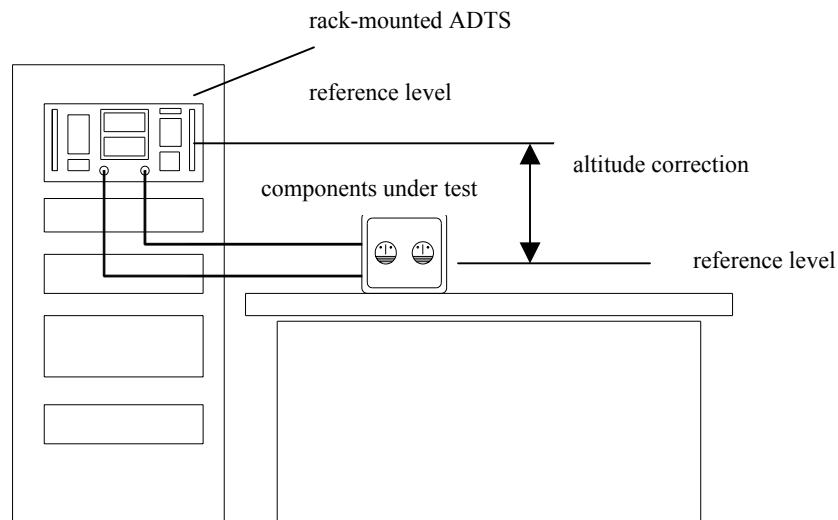 rack-mounted ADTS
reference level
altitude correction
components under test
reference level